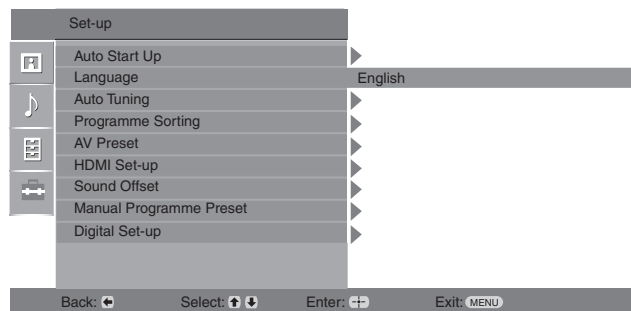 Set-up
Auto Start Up
Language English
Auto Tuning
Programme Sorting
AV Preset
HDMI Set-up
Sound Offset
Manual Programme Preset
Digital Set-up
Back: Select: Enter: Exit: MENU